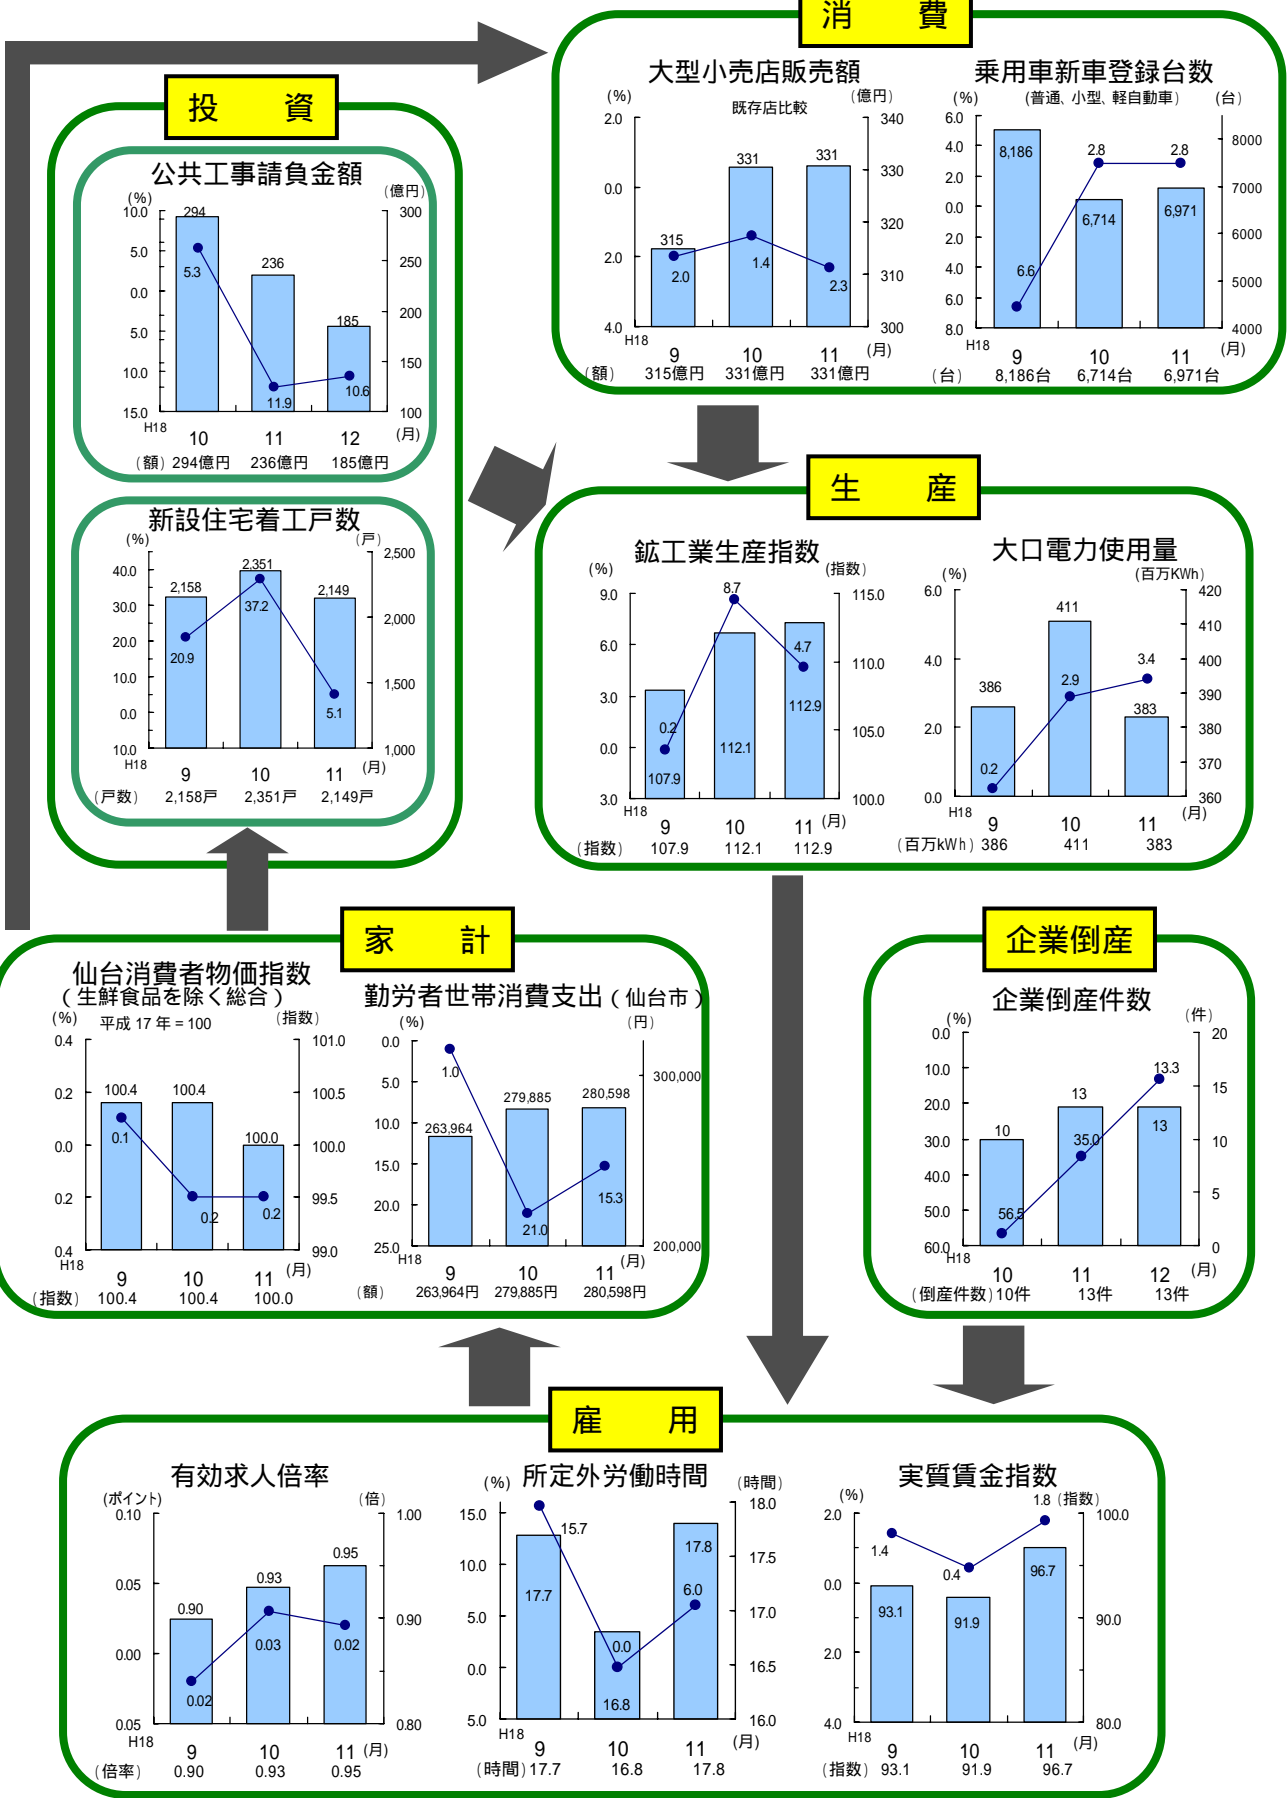 消　費
大型小売店販売額
(%)
既存店比較
(億円)
2.0
0.0
2.0
4.0
340
330
320
310
300
315
331
331
2.0
1.4
2.3
H18
9
10
11
(月)
(額)
315億円
331億円
331億円
乗用車新車登録台数
(%)
(普通、小型、軽自動車)
(台)
6.0
4.0
2.0
0.0
2.0
4.0
6.0
8.0
8000
7000
6000
5000
4000
8,186
6,714
6,971
6.6
2.8
2.8
H18
9
10
11
(月)
(台)
8,186台
6,714台
6,971台
投　資
公共工事請負金額
(%)
(億円)
10.0
5.0
0.0
5.0
10.0
15.0
300
250
200
150
100
294
236
185
5.3
11.9
10.6
H18
10
11
12
(月)
(額)
294億円
236億円
185億円
新設住宅着工戸数
(%)
(戸)
40.0
30.0
20.0
10.0
0.0
10.0
2,500
2,000
1,500
1,000
2,158
2,351
2,149
20.9
37.2
5.1
H18
9
10
11
(月)
(戸数)
2,158戸
2,351戸
2,149戸
生　産
鉱工業生産指数
(%)
(指数)
9.0
6.0
3.0
0.0
3.0
115.0
110.0
105.0
100.0
8.7
4.7
0.2
107.9
112.1
112.9
H18
9
10
11
(月)
(指数)
107.9
112.1
112.9
大口電力使用量
(%)
(百万KWh)
6.0
4.0
2.0
0.0
420
410
400
390
380
370
360
386
411
383
0.2
2.9
3.4
H18
9
10
11
(月)
(百万kWh)
386
411
383
家　計
仙台消費者物価指数
(生鮮食品を除く総合)
(%)
平成 17 年 = 100
(指数)
0.4
0.2
0.0
0.2
0.4
101.0
100.5
100.0
99.5
99.0
100.4
100.4
100.0
0.1
0.2
0.2
H18
9
10
11
(月)
(指数)
100.4
100.4
100.0
勤労者世帯消費支出(仙台市)
(%)
(円)
0.0
5.0
10.0
15.0
20.0
25.0
300,000
200,000
1.0
263,964
279,885
280,598
21.0
15.3
H18
9
10
11
(月)
(額)
263,964円
279,885円
280,598円
企業倒産
企業倒産件数
(%)
(件)
0.0
10.0
20.0
30.0
40.0
50.0
60.0
20
15
10
5
0
10
13
13
56.5
35.0
13.3
H18
10
11
12
(月)
(倒産件数)
10件
13件
13件
雇　用
有効求人倍率
(ポイント)
(倍)
0.10
0.05
0.00
0.05
1.00
0.90
0.80
0.90
0.93
0.95
0.02
0.03
0.02
H18
9
10
11
(月)
(倍率)
0.90
0.93
0.95
所定外労働時間
(%)
(時間)
15.0
10.0
5.0
0.0
5.0
18.0
17.5
17.0
16.5
16.0
15.7
17.7
0.0
16.8
17.8
6.0
H18
9
10
11
(月)
(時間)
17.7
16.8
17.8
実質賃金指数
(%)
(指数)
2.0
0.0
2.0
4.0
100.0
90.0
80.0
1.4
0.4
1.8
93.1
91.9
96.7
H18
9
10
11
(月)
(指数)
93.1
91.9
96.7